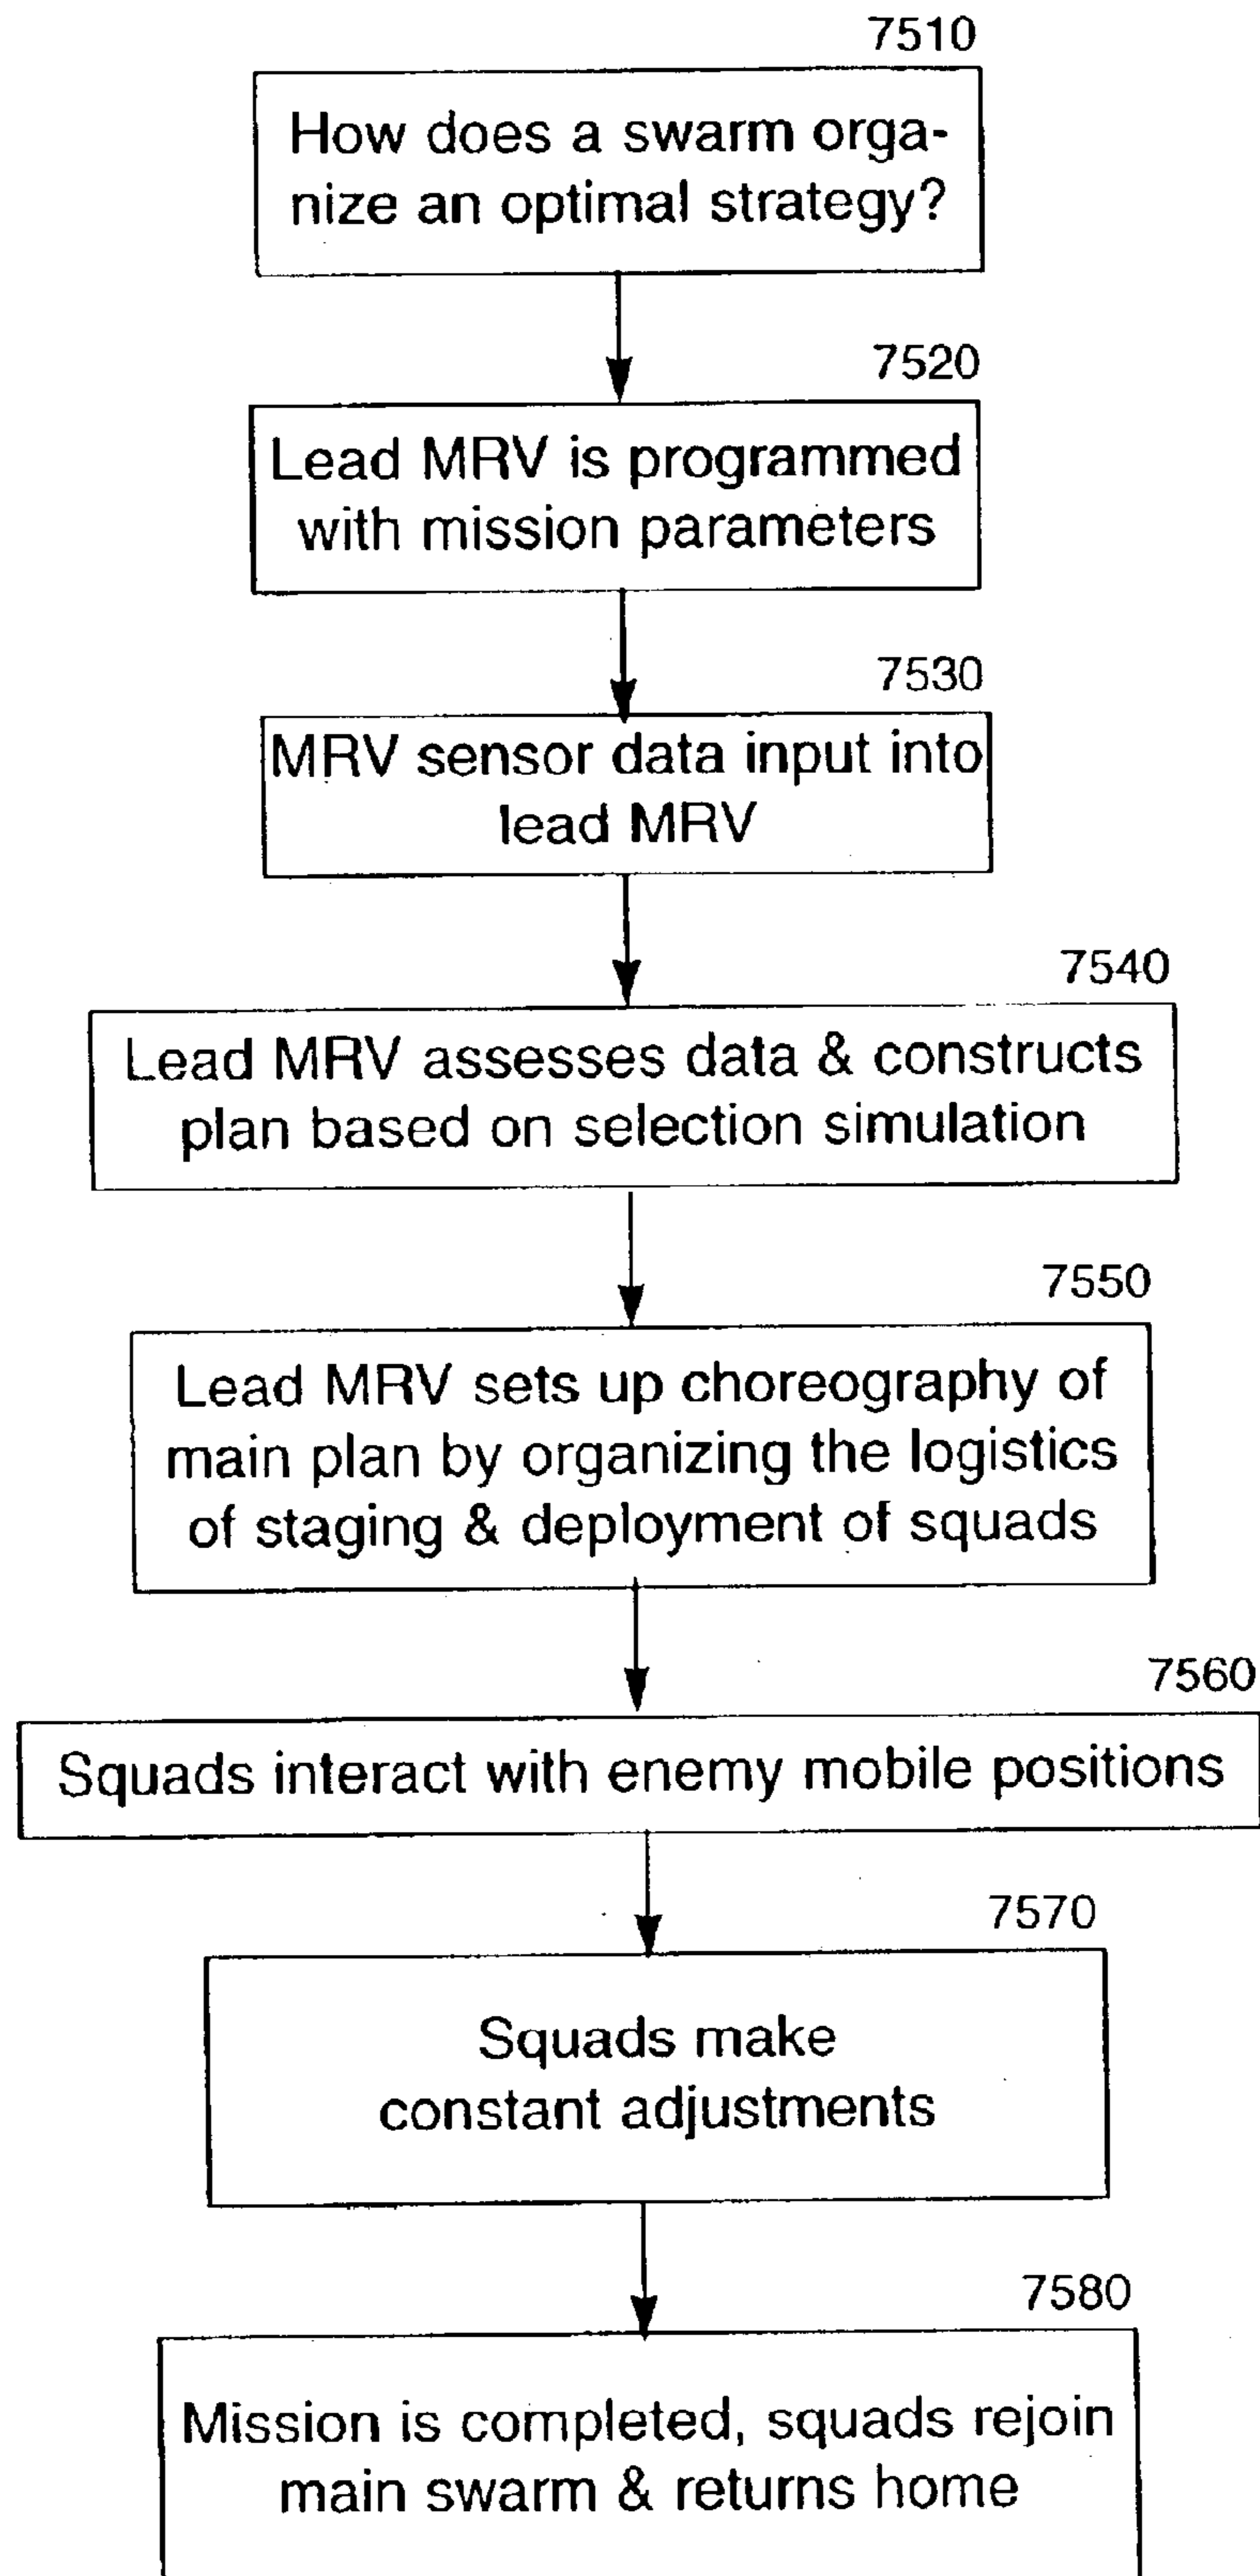 7510
How does a swarm orga-
nize an optimal strategy?
7520
Lead MRV is programmed
with mission parameters
7530
MRV sensor data input into
lead MRV
7540
Lead MRV assesses data & constructs
plan based on selection simulation
7550
Lead MRV sets up choreography of
main plan by organizing the logistics
of staging & deployment of squads
7560
Squads interact with enemy mobile positions
7570
Squads make
constant adjustments
7580
Mission is completed, squads rejoin
main swarm & returns home